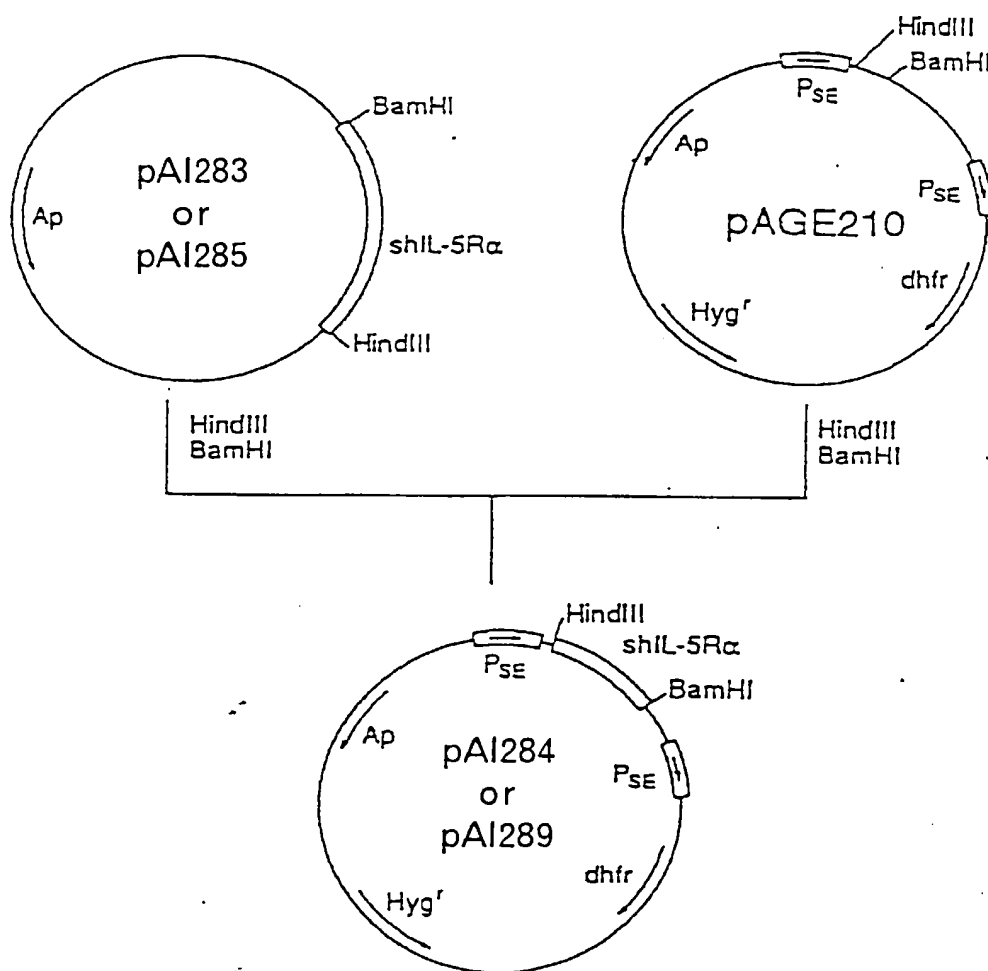 BamHI
pAI283
or
pAI285
Ap
shIL-5Rα
HindIII
HindIII
BamHI
HindIII
BamHI
PSE
Ap
PSE
pAGE210
dhfr
Hygr
HindIII
BamHI
HindIII
shIL-5Rα
PSE
BamHI
Ap
pAI284
or
pAI289
PSE
dhfr
Hygr